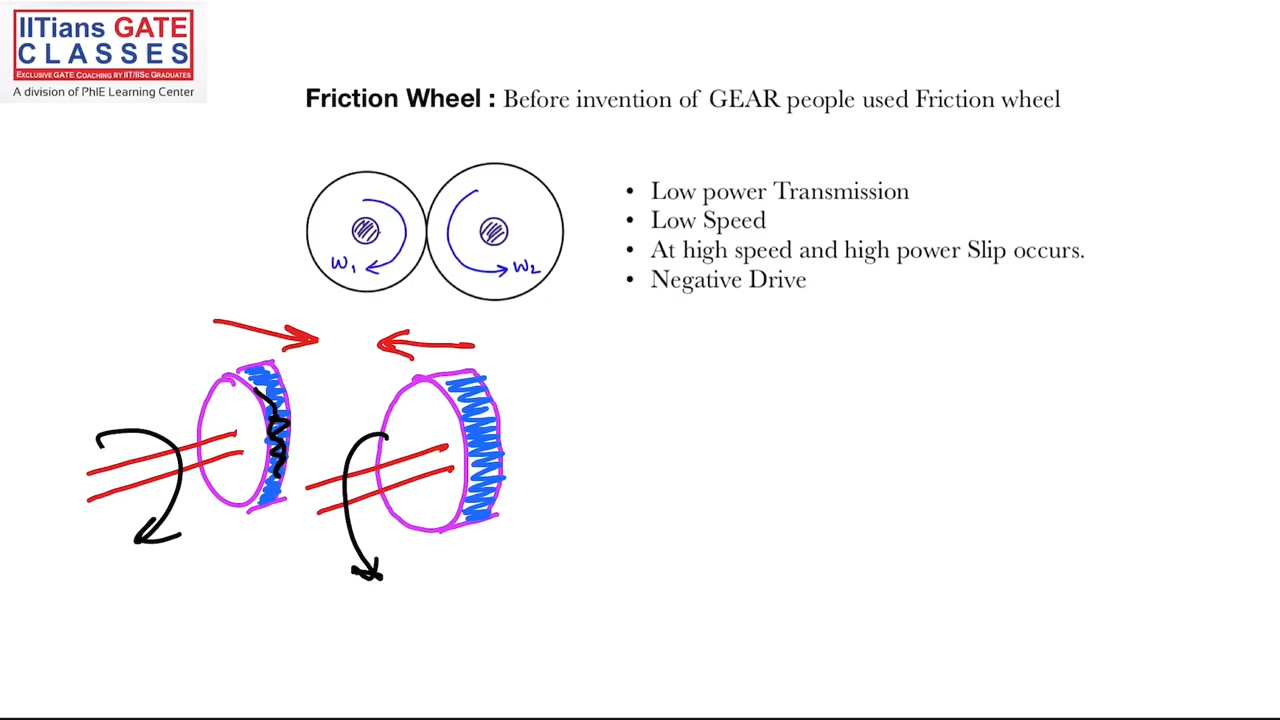 IITians GATE
CLASSES
EXCLUSIVE GATE COACHING BY IIT/IISC GRADUATES
A division of PhIE Learning Center
Friction Wheel : Before invention of GEAR people used Friction wheel
• Low power Transmission
• Low Speed
• At high speed and high power Slip occurs.
• Negative Drive
W1
W2